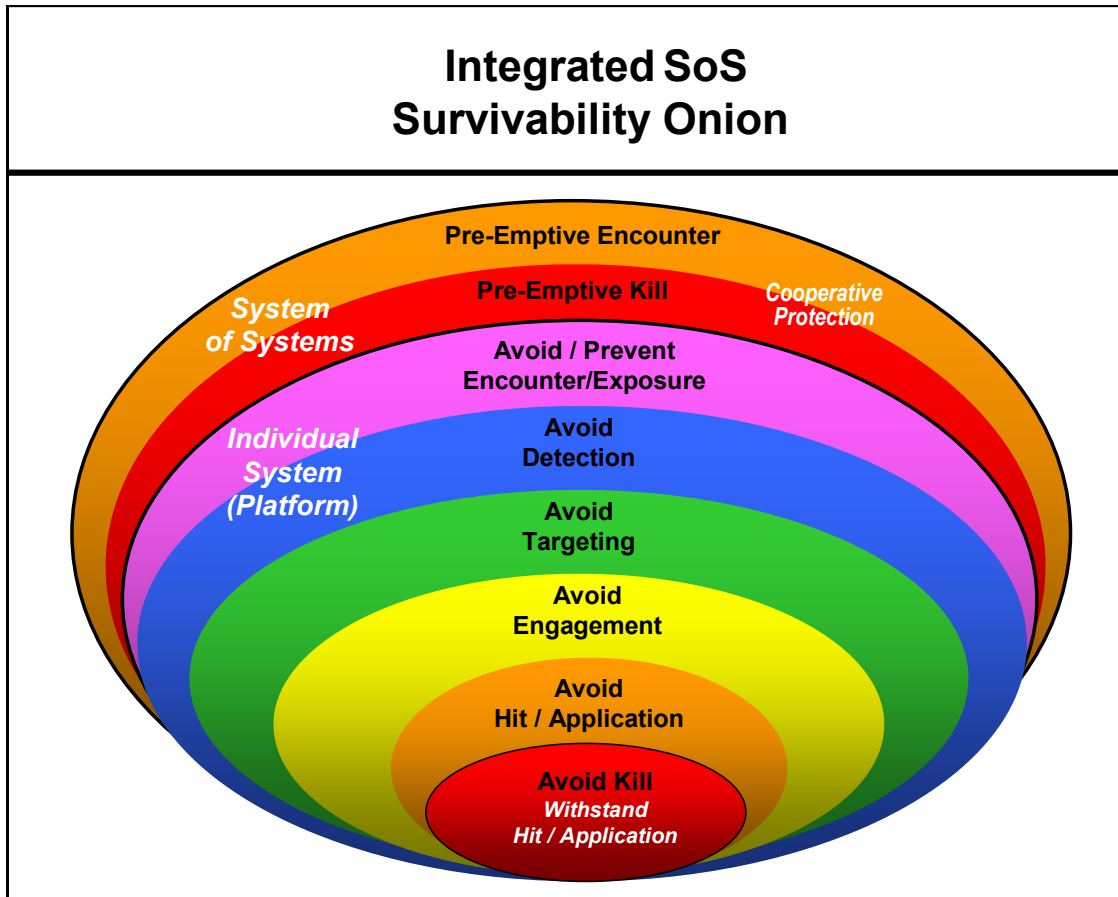 Integrated SoS
Survivability Onion
Pre-Emptive Encounter
Pre-Emptive Kill
Cooperative
Protection
System
of Systems
Avoid / Prevent
Encounter/Exposure
Individual
System
(Platform)
Avoid
Detection
Avoid
Targeting
Avoid
Engagement
Avoid
Hit / Application
Avoid Kill
Withstand
Hit / Application